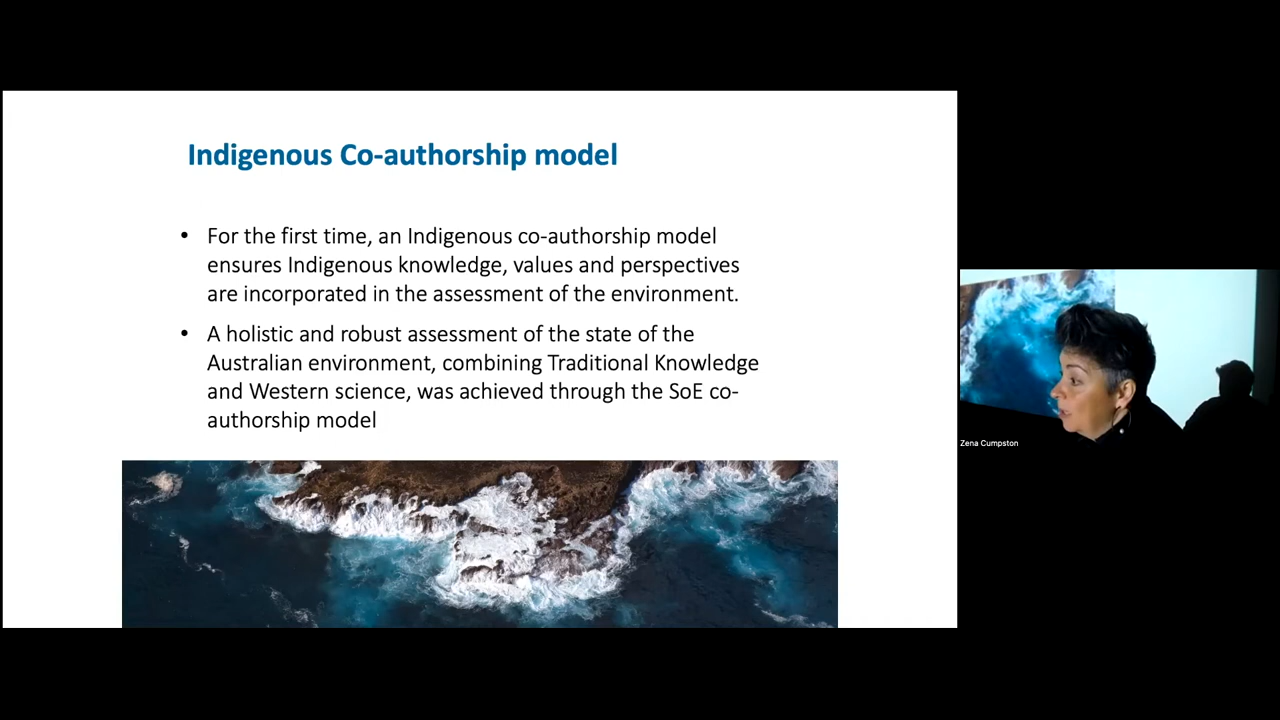 Indigenous Co-authorship model
• For the first time, an Indigenous co-authorship model
ensures Indigenous knowledge, values and perspectives
are incorporated in the assessment of the environment.
• A holistic and robust assessment of the state of the
Australian environment, combining Traditional Knowledge
and Western science, was achieved through the SoE co-
authorship model
Zena Cumpston